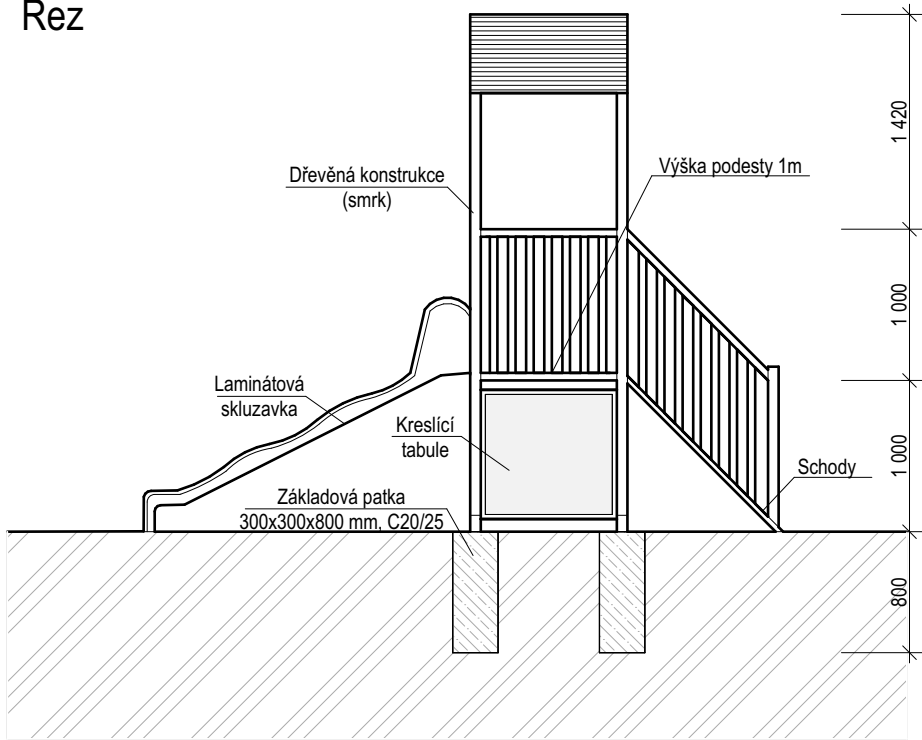 Rez
1 420
Dřevěná konstrukce
(smrk)
Výška podesty 1m
1 000
Laminátová
skluzavka
Kreslící
tabule
1 000
Schody
Základová patka
300x300x800 mm, C20/25
800